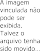 A imagem
vinculada não
pode ser
exibida.
Talvez o
arquivo tenha
sido movido